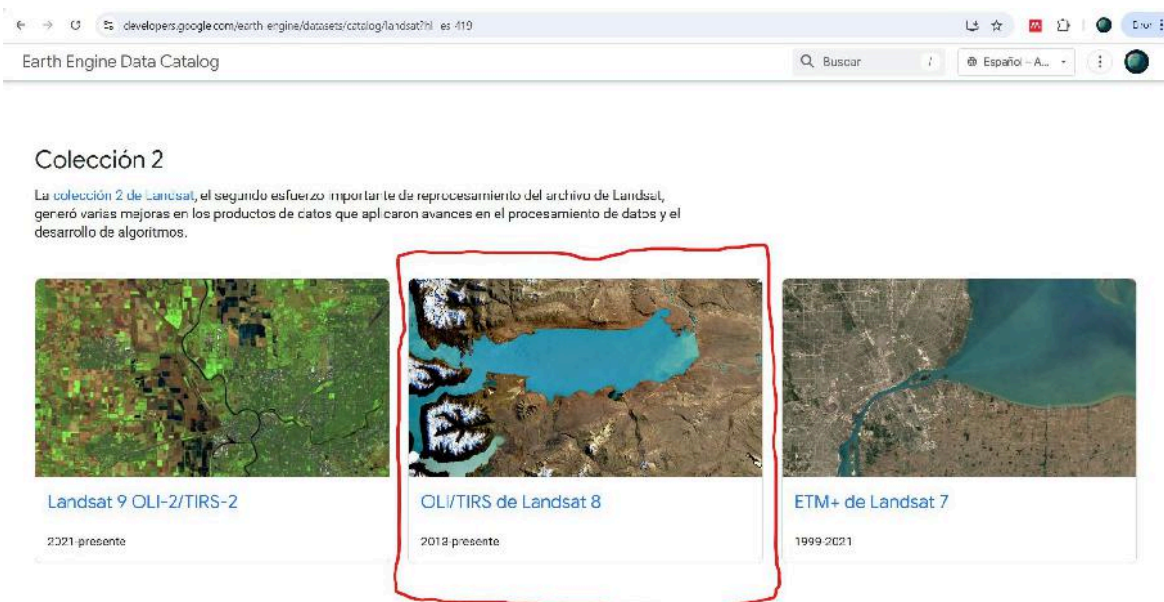 developers.google.com/earth-engine/datasets/catalog/landsat?hl=es-419
Error
Earth Engine Data Catalog
Buscar
/
Español – A...
Colección 2
La colección 2 de Landsat, el segundo esfuerzo importante de reprocesamiento del archivo de Landsat,
generó varias mejoras en los productos de datos que aplicaron avances en el procesamiento de datos y el
desarrollo de algoritmos.
Landsat 9 OLI-2/TIRS-2
OLI/TIRS de Landsat 8
ETM+ de Landsat 7
2021-presente
2013-presente
1999-2021